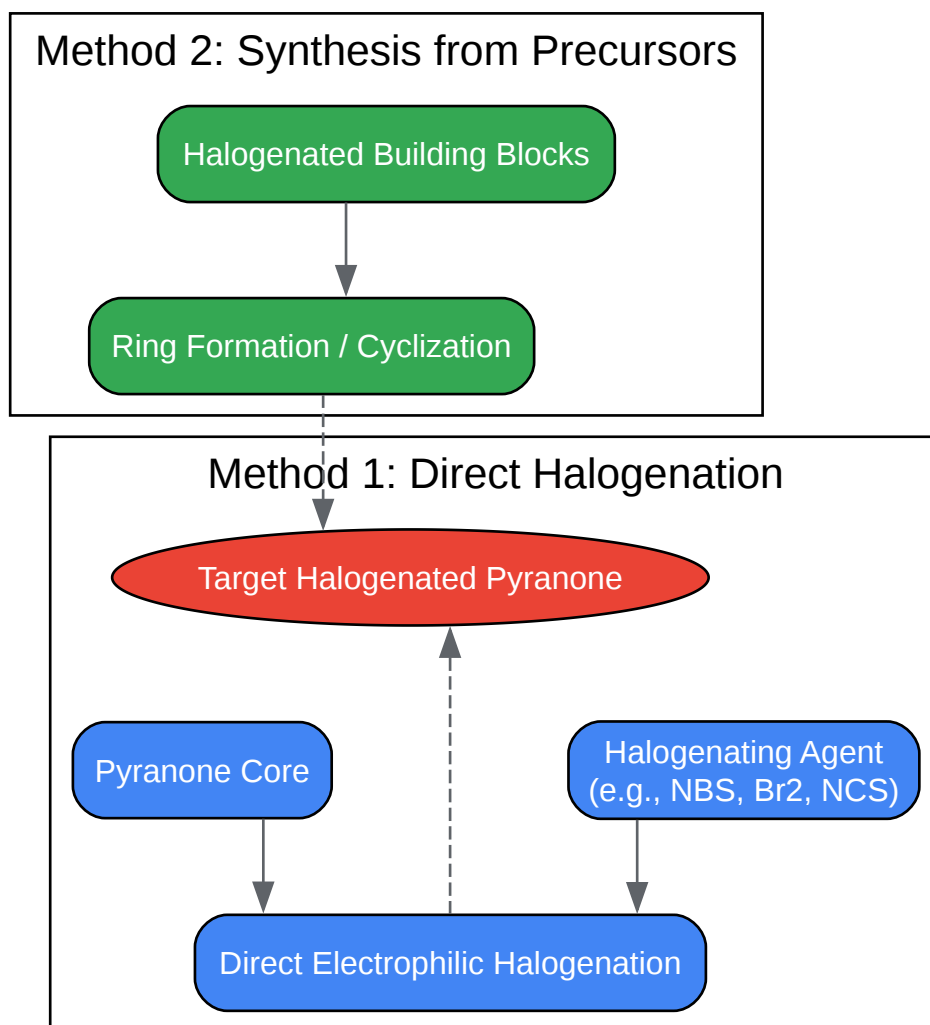 Method 2: Synthesis from Precursors
Halogenated Building Blocks
Ring Formation / Cyclization
Method 1: Direct Halogenation
Target Halogenated Pyranone
Pyranone Core
Halogenating Agent
(e.g., NBS, Br2, NCS)
Direct Electrophilic Halogenation